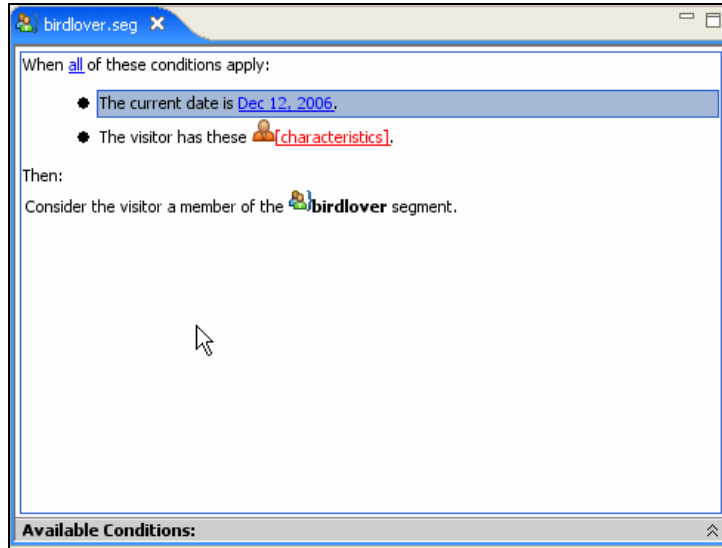 birdlover.seg
When all of these conditions apply:
The current date is Dec 12, 2006.
The visitor has these [characteristics].
Then:
Consider the visitor a member of the birdlover segment.
Available Conditions: